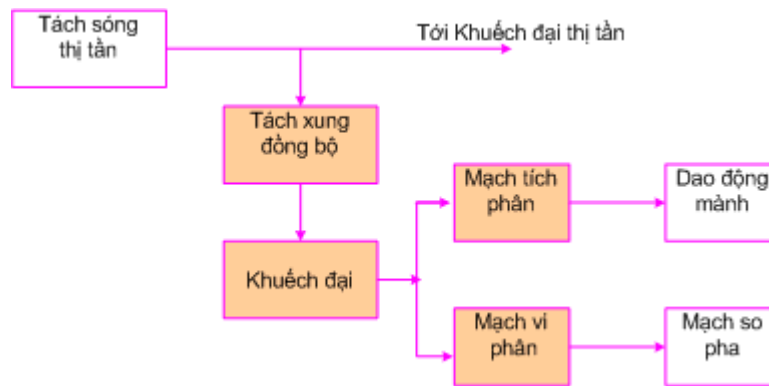 Tách sóng
thị tần
Tới Khuếch đại thị tần
Tách xung
đồng bộ
Mạch tích
phân
Dao động
mành
Khuếch đại
Mạch vi
phân
Mạch so
pha